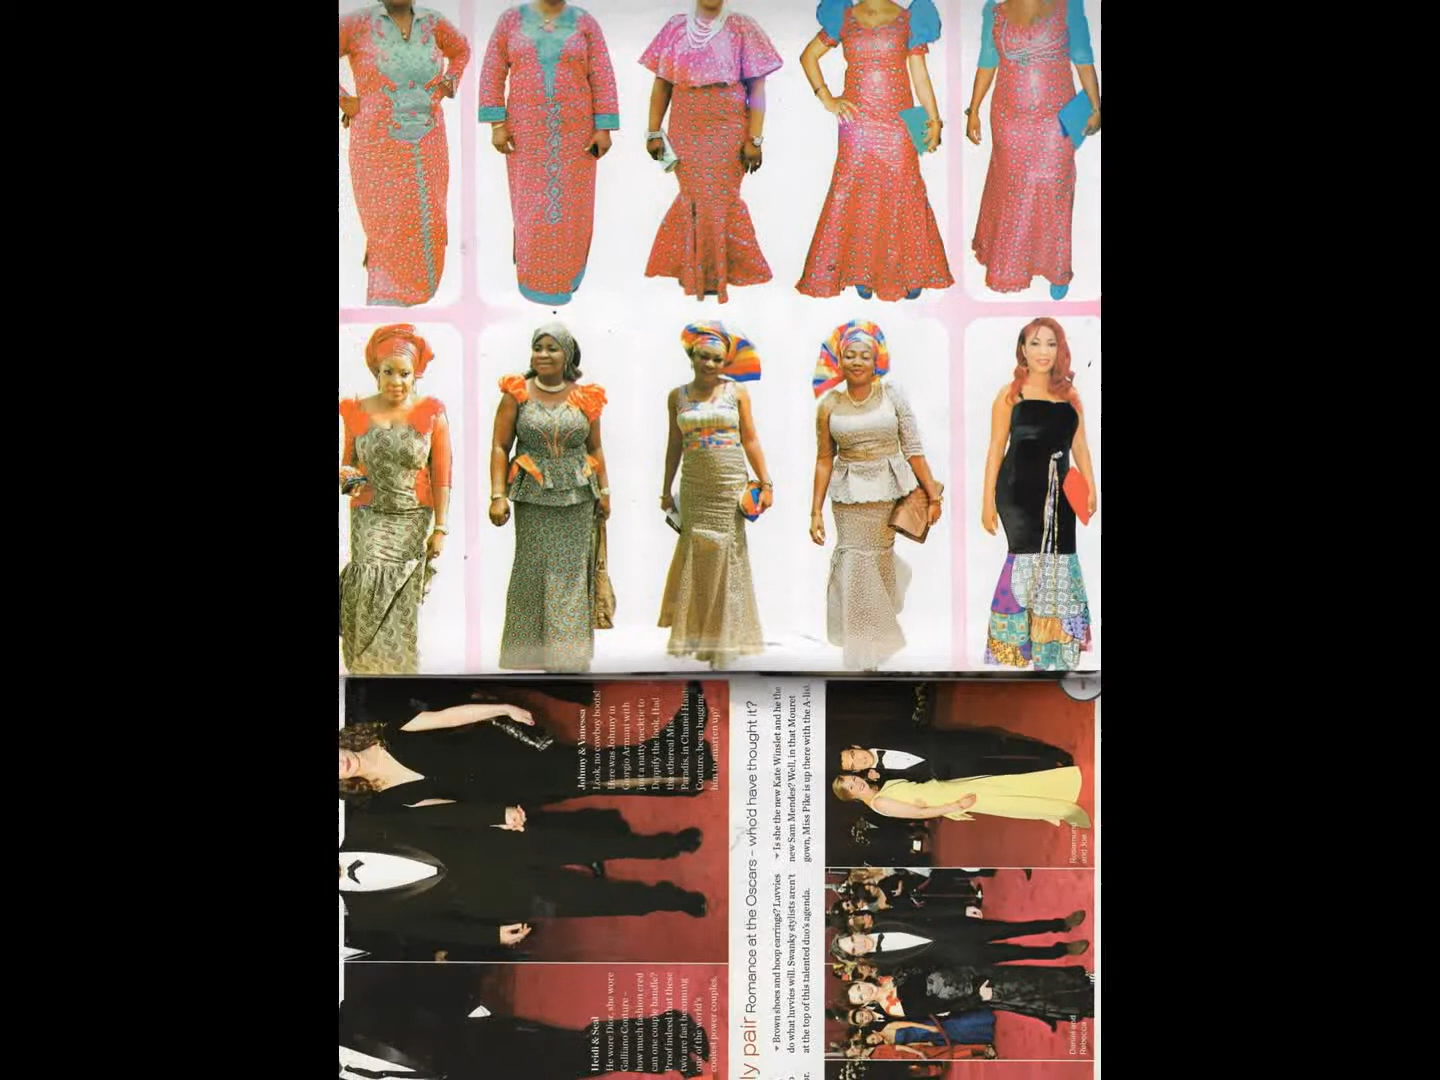 Johnny & Vanessa
Look, no cowboy boots!
Here was Johnny in
Giorgio Armani with
just a natty necktie to
Deppify the look. Had
the ethereal Miss
Paradis, in Chanel Haute
Couture, been bugging
him to smarten up?
Heidi & Seal
He wore Dior, she wore
Galliano Couture –
how much fashion cred
can one couple handle?
Proof indeed that these
two are fast becoming
one of the world's
coolest power couples.
ly pair Romance at the Oscars – who'd have thought it?
Brown shoes and hoop earrings? Luvvies
do what luvvies will. Swanky stylists aren't
at the top of this talented duo's agenda.
Is she the new Kate Winslet and he the
new Sam Mendes? Well, in that Mouret
gown, Miss Pike is up there with the A-list.
Rosamund
and Joe
Daniel and
Rebecca